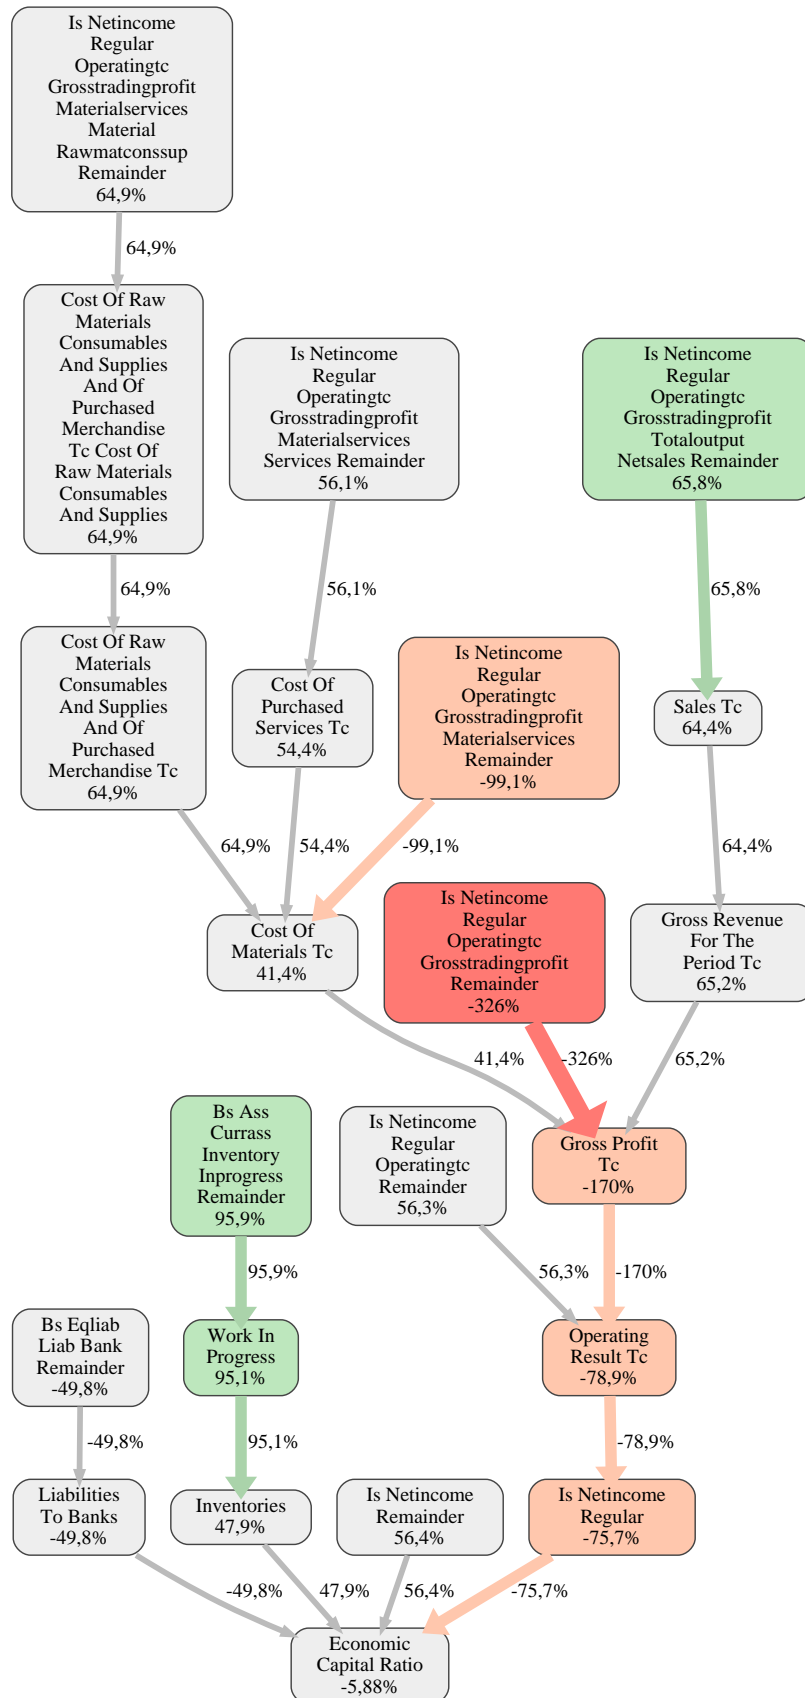 Is Netincome
Regular
Operatingtc
Grosstradingprofit
Materialservices
Material
Rawmatconssup
Remainder
64,9%
64,9%
Cost Of Raw
Materials
Consumables
And Supplies
And Of
Purchased
Merchandise
Tc Cost Of
Raw Materials
Consumables
And Supplies
64,9%
Is Netincome
Regular
Operatingtc
Grosstradingprofit
Materialservices
Services Remainder
56,1%
Is Netincome
Regular
Operatingtc
Grosstradingprofit
Totaloutput
Netsales Remainder
65,8%
64,9%
56,1%
65,8%
Cost Of Raw
Materials
Consumables
And Supplies
And Of
Purchased
Merchandise Tc
64,9%
Cost Of
Purchased
Services Tc
54,4%
Is Netincome
Regular
Operatingtc
Grosstradingprofit
Materialservices
Remainder
-99,1%
Sales Tc
64,4%
64,9%
54,4%
-99,1%
64,4%
Cost Of
Materials Tc
41,4%
Is Netincome
Regular
Operatingtc
Grosstradingprofit
Remainder
-326%
Gross Revenue
For The
Period Tc
65,2%
41,4%
-326%
65,2%
Bs Ass
Currass
Inventory
Inprogress
Remainder
95,9%
Is Netincome
Regular
Operatingtc
Remainder
56,3%
Gross Profit
Tc
-170%
95,9%
56,3%
-170%
Bs Eqliab
Liab Bank
Remainder
-49,8%
Work In
Progress
95,1%
Operating
Result Tc
-78,9%
-49,8%
95,1%
-78,9%
Liabilities
To Banks
-49,8%
Inventories
47,9%
Is Netincome
Remainder
56,4%
Is Netincome
Regular
-75,7%
-49,8%
47,9%
56,4%
-75,7%
Economic
Capital Ratio
-5,88%